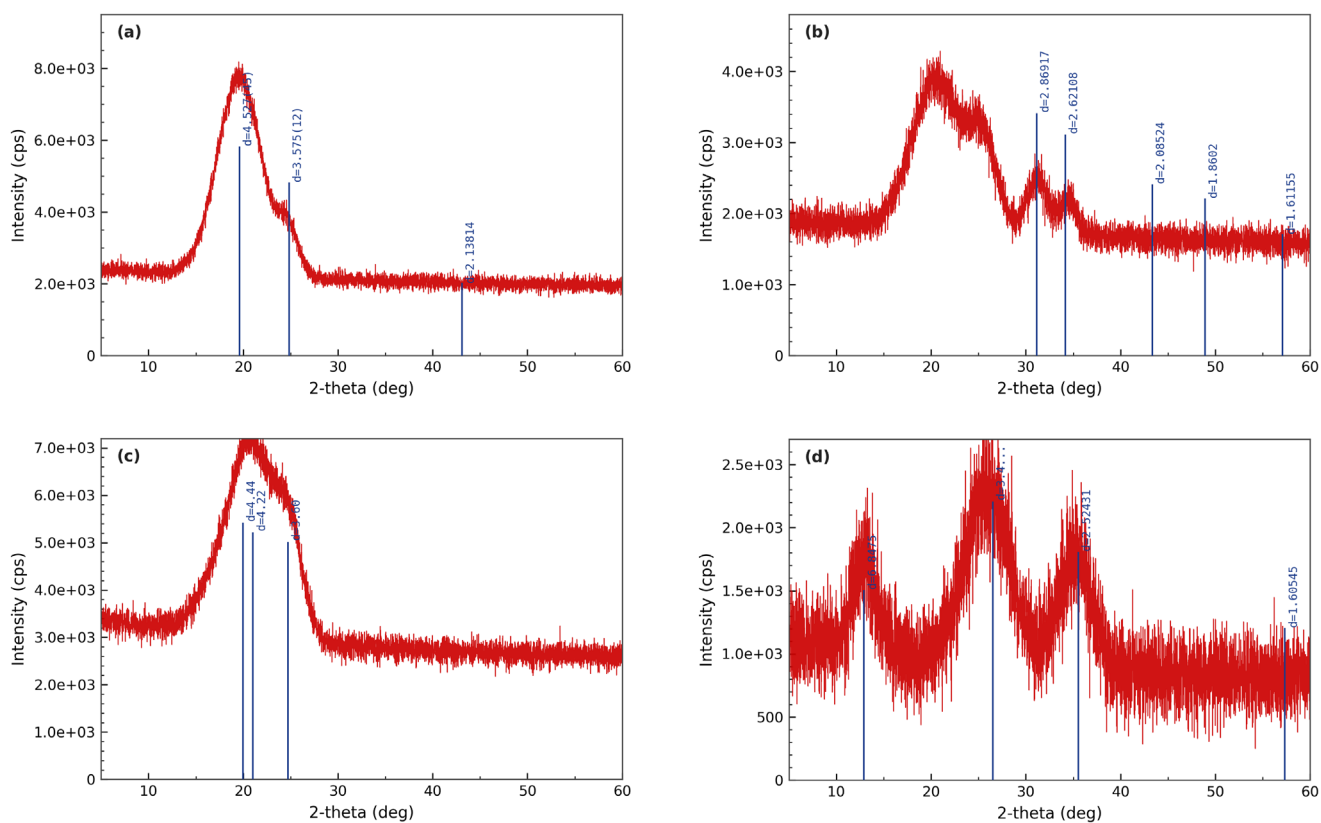 (a)
8.0e+03
6.0e+03
4.0e+03
2.0e+03
0
Intensity (cps)
d=4.527(45)
d=3.575(12)
d=2.13814
10 20 30 40 50 60
2-theta (deg)
(b)
4.0e+03
3.0e+03
2.0e+03
1.0e+03
0
Intensity (cps)
d=2.86917
d=2.62108
d=2.08524
d=1.8602
d=1.61155
10 20 30 40 50 60
2-theta (deg)
(c)
7.0e+03
6.0e+03
5.0e+03
4.0e+03
3.0e+03
2.0e+03
1.0e+03
0
Intensity (cps)
d=4.44
d=4.22
d=3.60
10 20 30 40 50 60
2-theta (deg)
(d)
2.5e+03
2.0e+03
1.5e+03
1.0e+03
500
0
Intensity (cps)
d=3.4...
d=2.52431
d=1.60545
10 20 30 40 50 60
2-theta (deg)